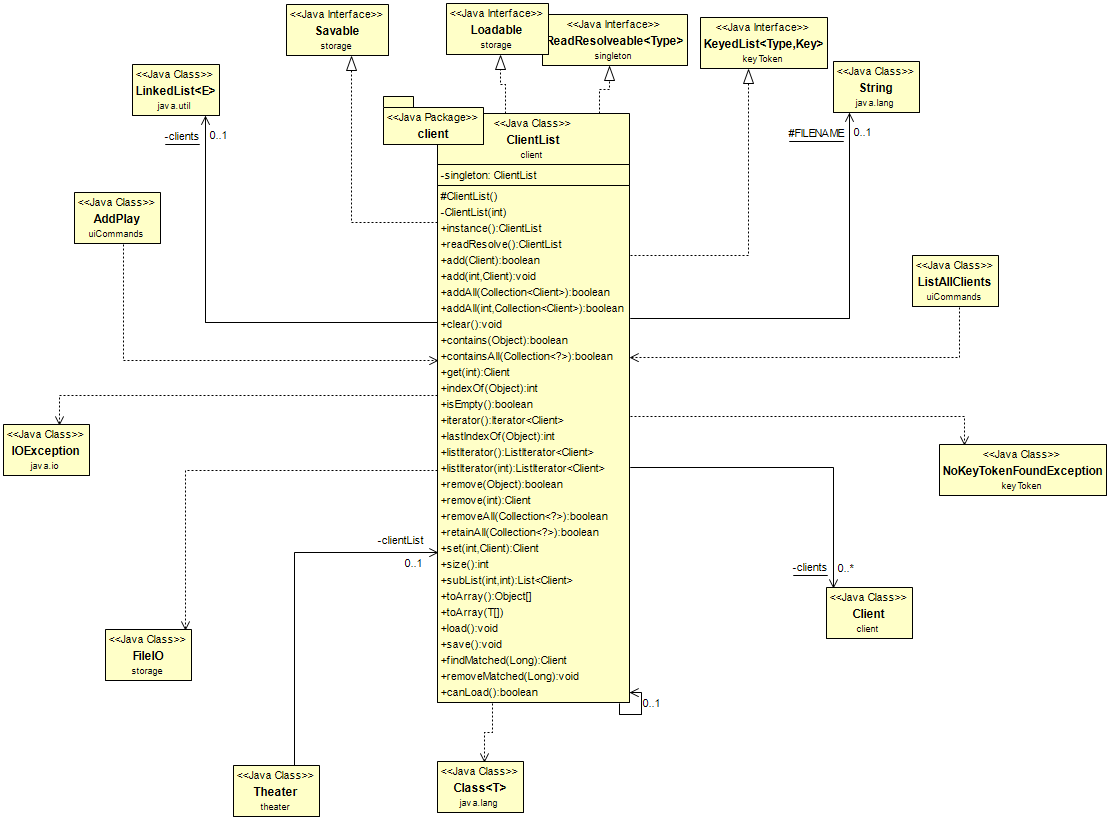 <<Java Interface>>
Savable
storage
<<Java Interface>>
Loadable
storage
<<Java Interface>>
ReadResolveable<Type>
singleton
<<Java Interface>>
KeyedList<Type,Key>
keyToken
<<Java Class>>
LinkedList<E>
java.util
<<Java Class>>
String
java.lang
-clients
0..1
#FILENAME
0..1
<<Java Package>>
client
<<Java Class>>
ClientList
client
-singleton: ClientList
#ClientList()
-ClientList(int)
+instance():ClientList
+readResolve():ClientList
+add(Client):boolean
+add(int,Client):void
+addAll(Collection<Client>):boolean
+addAll(int,Collection<Client>):boolean
+clear():void
+contains(Object):boolean
+containsAll(Collection<?>):boolean
+get(int):Client
+indexOf(Object):int
+isEmpty():boolean
+iterator():Iterator<Client>
+lastIndexOf(Object):int
+listIterator():ListIterator<Client>
+listIterator(int):ListIterator<Client>
+remove(Object):boolean
+remove(int):Client
+removeAll(Collection<?>):boolean
+retainAll(Collection<?>):boolean
+set(int,Client):Client
+size():int
+subList(int,int):List<Client>
+toArray():Object[]
+toArray(T[])
+load():void
+save():void
+findMatched(Long):Client
+removeMatched(Long):void
+canLoad():boolean
<<Java Class>>
AddPlay
uiCommands
<<Java Class>>
ListAllClients
uiCommands
<<Java Class>>
IOException
java.io
<<Java Class>>
NoKeyTokenFoundException
keyToken
-clientList
0..1
-clients
0..*
<<Java Class>>
Client
client
<<Java Class>>
FileIO
storage
0..1
<<Java Class>>
Theater
theater
<<Java Class>>
Class<T>
java.lang